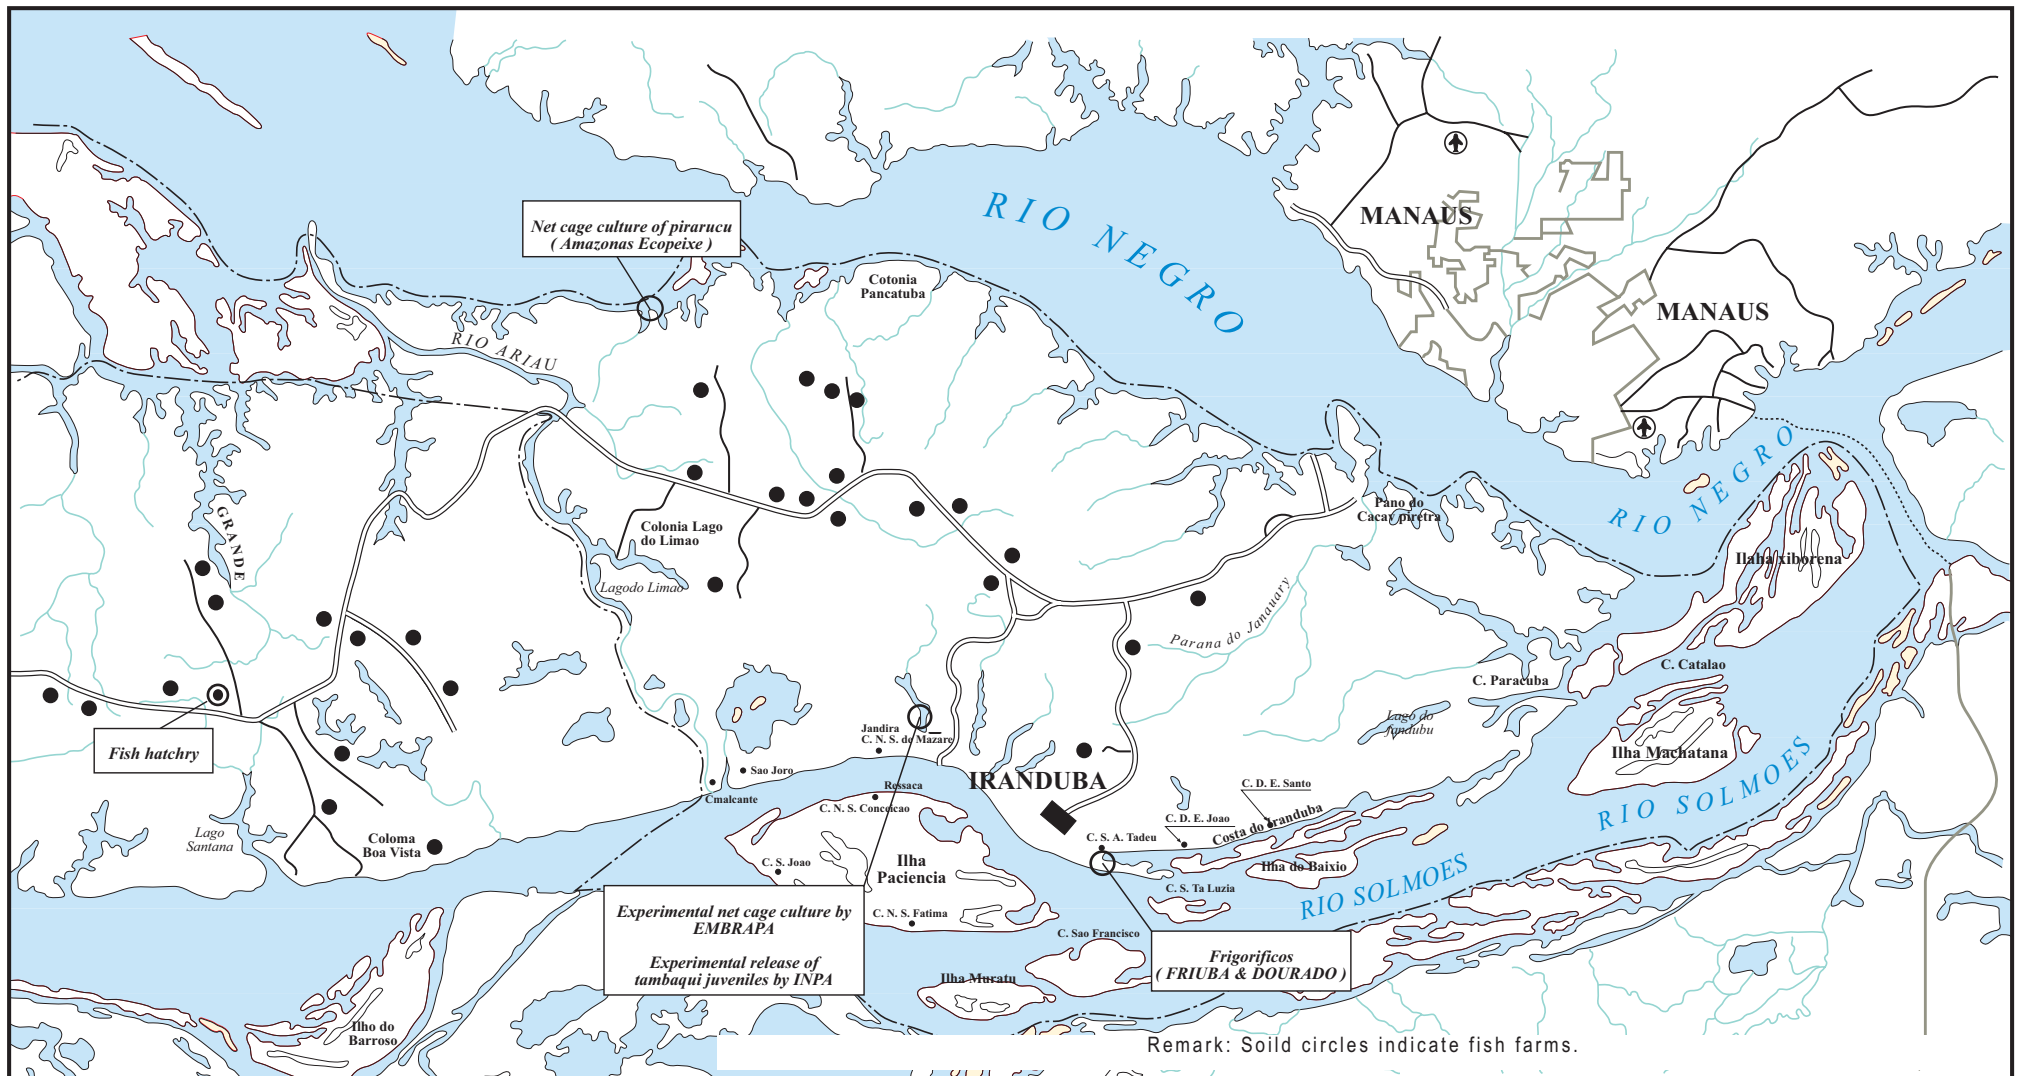 RIO NEGRO
MANAUS
Net cage culture of pirarucu
( Amazonas Ecopeixe )
Cotonia
Pancatuba
MANAUS
RIO ARIAU
RIO NEGRO
GRANDE
Colonia Lago
do Limao
Pano do
Cacav piretra
Ilaha xiborena
Lagodo Limao
Parana do Janauary
C. Catalao
C. Paracuba
Lago do
Jandubu
Fish hatchry
Jandira
C. N. S. de Mazare
Ilha Machatana
Sao Joro
Cmalcante
Ressaca
C. N. S. Conceicao
IRANDUBA
C. D. E. Santo
RIO SOLMOES
C. D. E. Joao
Costa do Iranduba
Lago
Santana
Coloma
Boa Vista
C. S. A. Tadeu
C. S. Joao
Ilha
Paciencia
Ilha do Baixio
RIO SOLMOES
C. S. Ta Luzia
Experimental net cage culture by
EMBRAPA
Experimental release of
tambaqui juveniles by INPA
C. N. S. Fatima
C. Sao Francisco
Frigorificos
( FRIUBA & DOURADO )
Ilha Muratu
Ilho do
Barroso
Remark: Soild circles indicate fish farms.